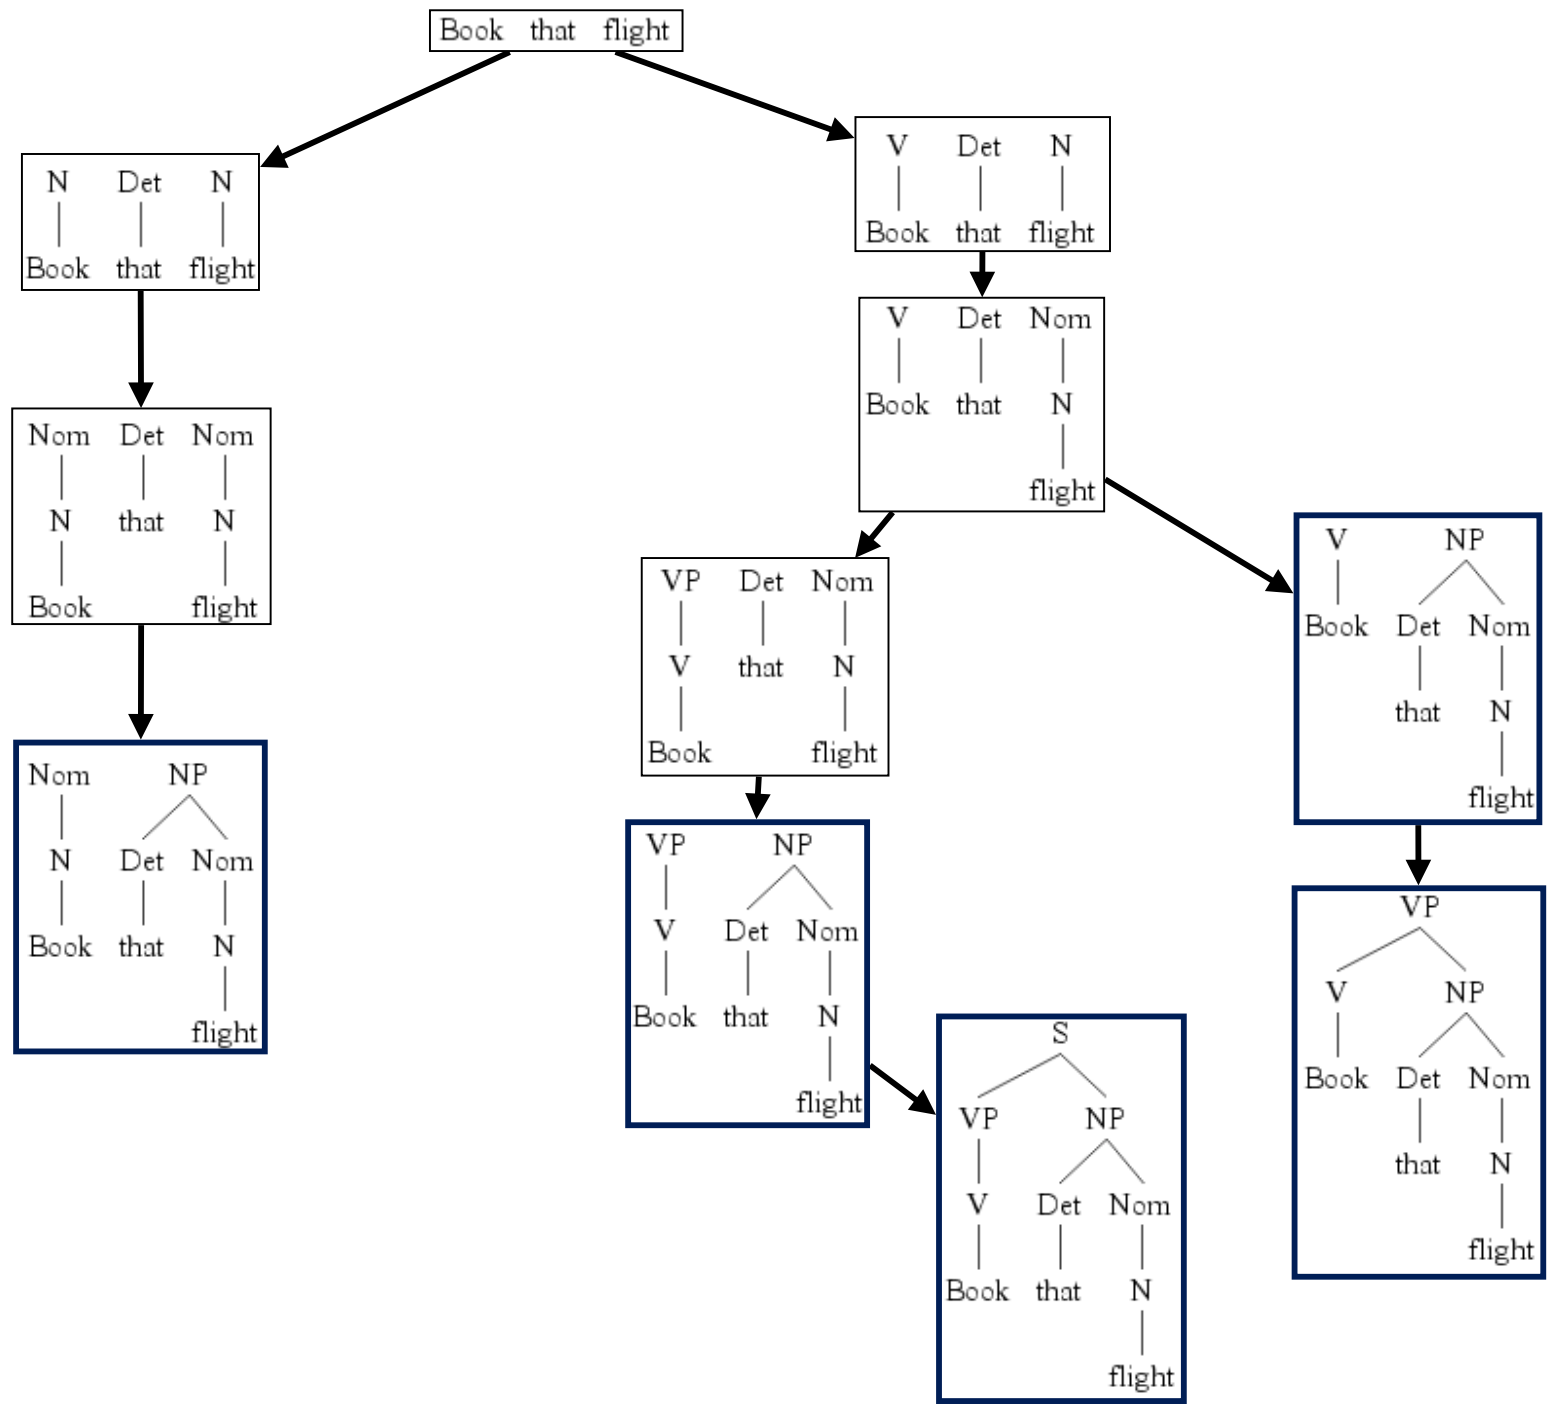 Book that flight
N Det N
Book that flight
V Det N
Book that flight
Nom Det Nom
N that N
Book flight
V Det Nom
Book that N
flight
Nom NP
N Det Nom
Book that N
flight
VP Det Nom
V that N
Book flight
V NP
Book Det Nom
that N
flight
VP NP
V Det Nom
Book that N
flight
S
VP NP
V Det Nom
Book that N
flight
VP
V NP
Book Det Nom
that N
flight